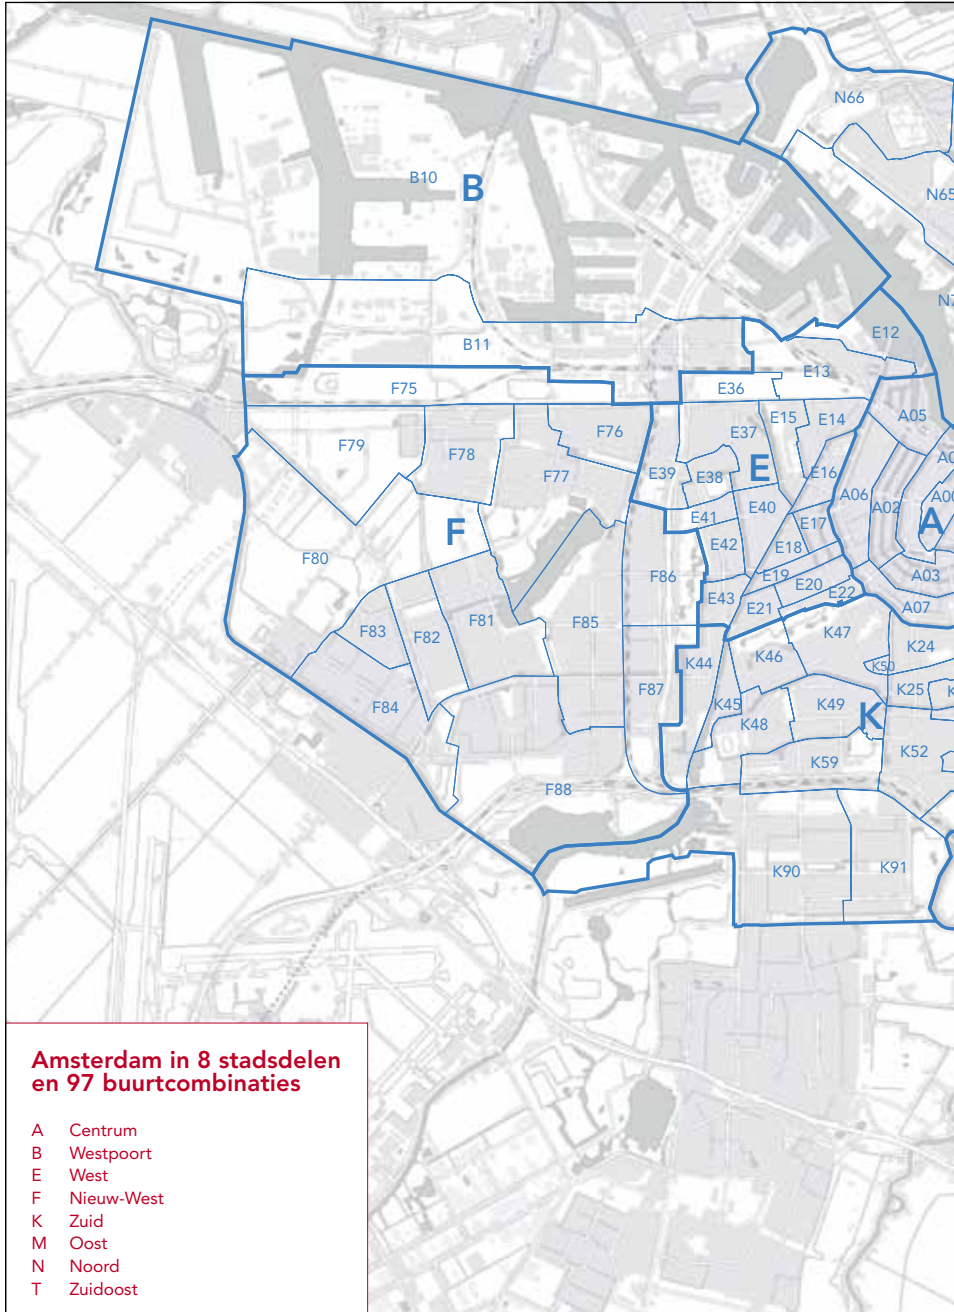 N66
N65
B10
B
N7
E12
B11
E13
F75
E36
A05
E15
E14
F76
E37
F79
F78
A0
F77
E39
E38
E
E16
A06
A00
E40
A02
A
E41
E17
F
E42
E18
F80
F86
A03
E19
E20
E43
E22
F83
F82
F81
F85
E21
A07
K47
K46
K24
K44
K50
F87
K25
K
F84
K45
K49
K48
K
K52
K59
F88
K90
K91
Amsterdam in 8 stadsdelen
en 97 buurtcombinaties
A Centrum
B Westpoort
E West
F Nieuw-West
K Zuid
M Oost
N Noord
T Zuidoost